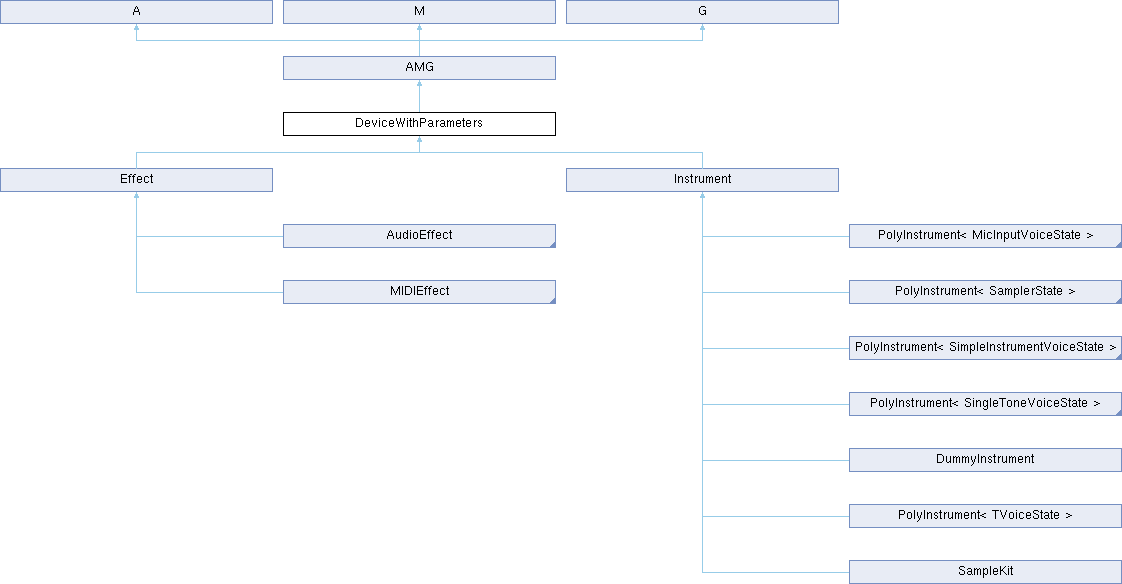 A
M
G
AMG
DeviceWithParameters
Effect
Instrument
AudioEffect
PolyInstrument< MicInputVoiceState >
MIDIEffect
PolyInstrument< SamplerState >
PolyInstrument< SimpleInstrumentVoiceState >
PolyInstrument< SingleToneVoiceState >
DummyInstrument
PolyInstrument< TVoiceState >
SampleKit